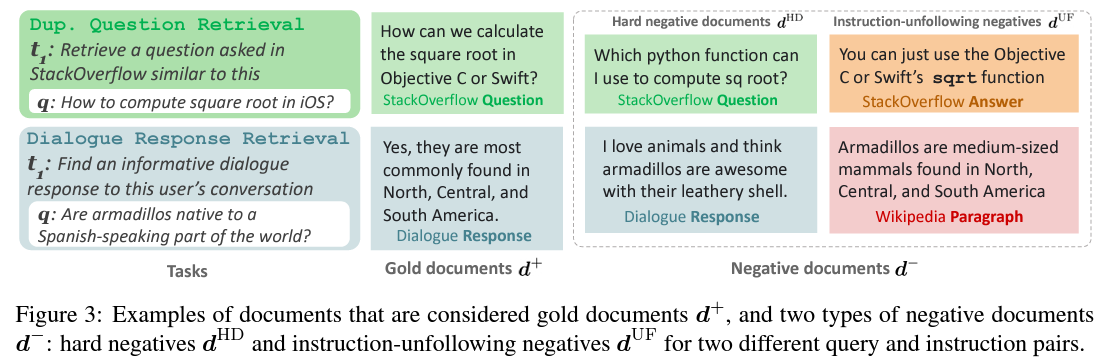 Dup. Question Retrieval
t1: Retrieve a question asked in
StackOverflow similar to this
q: How to compute square root in iOS?
How can we calculate
the square root in
Objective C or Swift?
StackOverflow Question
Hard negative documents d^HD
Which python function can
I use to compute sq root?
StackOverflow Question
Instruction-unfollowing negatives d^UF
You can just use the Objective
C or Swift's sqrt function
StackOverflow Answer
Dialogue Response Retrieval
t1: Find an informative dialogue
response to this user's conversation
q: Are armadillos native to a
Spanish-speaking part of the world?
Yes, they are most
commonly found in
North, Central, and
South America.
Dialogue Response
I love animals and think
armadillos are awesome
with their leathery shell.
Dialogue Response
Armadillos are medium-sized
mammals found in North,
Central, and South America
Wikipedia Paragraph
Tasks
Gold documents d+
Negative documents d−
Figure 3: Examples of documents that are considered gold documents d+, and two types of negative documents
d−: hard negatives d^HD and instruction-unfollowing negatives d^UF for two different query and instruction pairs.